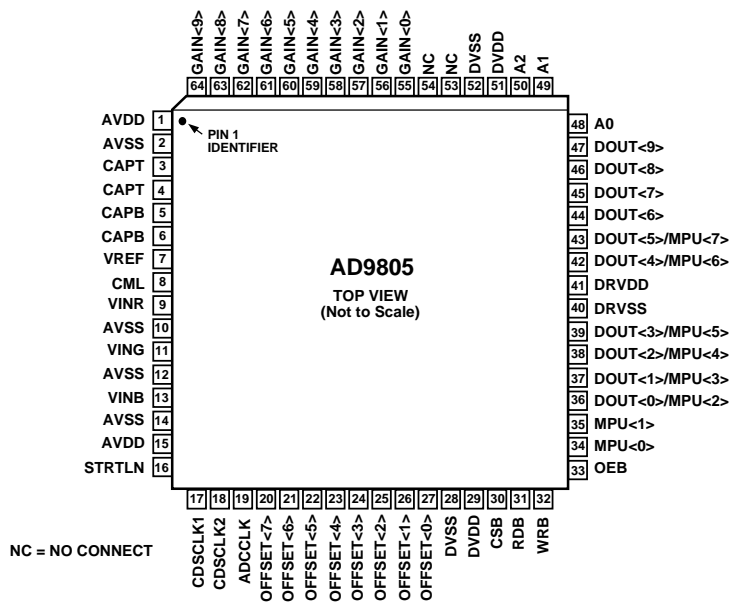 GAIN<9>
GAIN<8>
GAIN<7>
GAIN<6>
GAIN<5>
GAIN<4>
GAIN<3>
GAIN<2>
GAIN<1>
GAIN<0>
NC
NC
DVSS
DVDD
A2
A1
64 63 62 61 60 59 58 57 56 55 54 53 52 51 50 49
AVDD 1
AVSS 2
CAPT 3
CAPT 4
CAPB 5
CAPB 6
VREF 7
CML 8
VINR 9
AVSS 10
VING 11
AVSS 12
VINB 13
AVSS 14
AVDD 15
STRTLN 16
PIN 1
IDENTIFIER
AD9805
TOP VIEW
(Not to Scale)
48 A0
47 DOUT<9>
46 DOUT<8>
45 DOUT<7>
44 DOUT<6>
43 DOUT<5>/MPU<7>
42 DOUT<4>/MPU<6>
41 DRVDD
40 DRVSS
39 DOUT<3>/MPU<5>
38 DOUT<2>/MPU<4>
37 DOUT<1>/MPU<3>
36 DOUT<0>/MPU<2>
35 MPU<1>
34 MPU<0>
33 OEB
17 18 19 20 21 22 23 24 25 26 27 28 29 30 31 32
CDSCLK1
CDSCLK2
ADCCLK
OFFSET<7>
OFFSET<6>
OFFSET<5>
OFFSET<4>
OFFSET<3>
OFFSET<2>
OFFSET<1>
OFFSET<0>
DVSS
DVDD
CSB
RDB
WRB
NC = NO CONNECT